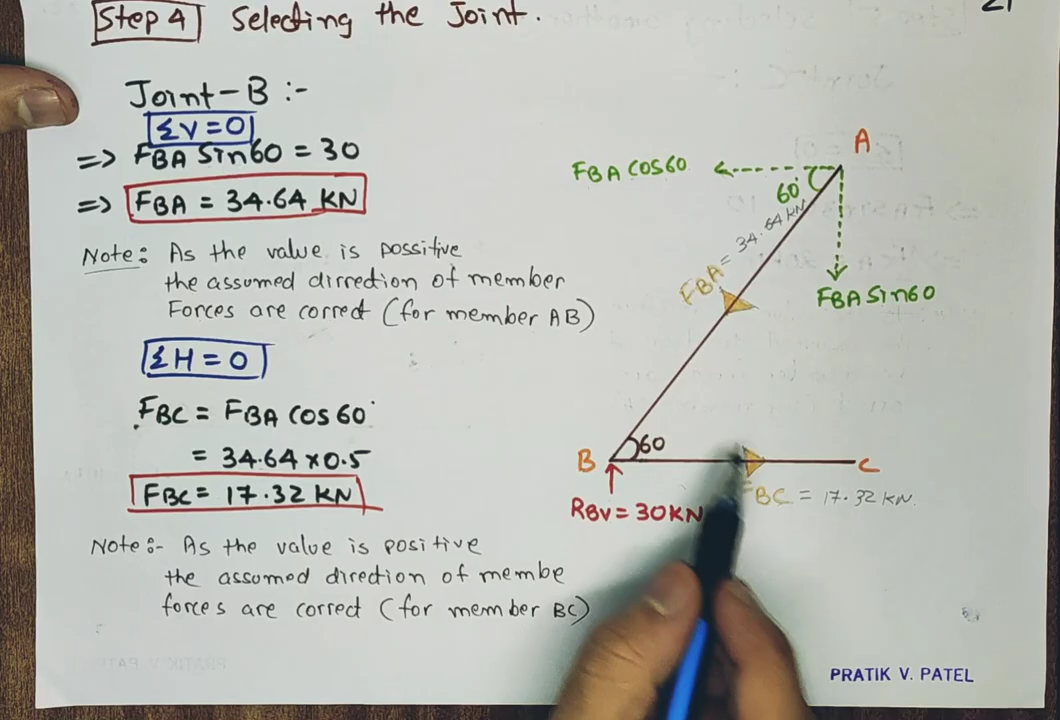 Step 4 Selecting the Joint.
21
Joint-B :-
ΣV=0
=> FBA Sin60 = 30
=> FBA = 34.64 KN
Note: As the value is possitive
the assumed dirredion of member
Forces are corred (for member AB)
ΣH=0
FBC = FBA COS 60°
= 34.64 x 0.5
FBC = 17.32 KN
Note:- As the value is positive
the assumed direction of membe
forces are corred (for member BC)
A
FBA COS60
60°
FBA = 34.64 KN
FBA Sin60
60
B
C
RBV = 30KN
FBC = 17.32 KN.
PRATIK V. PATEL